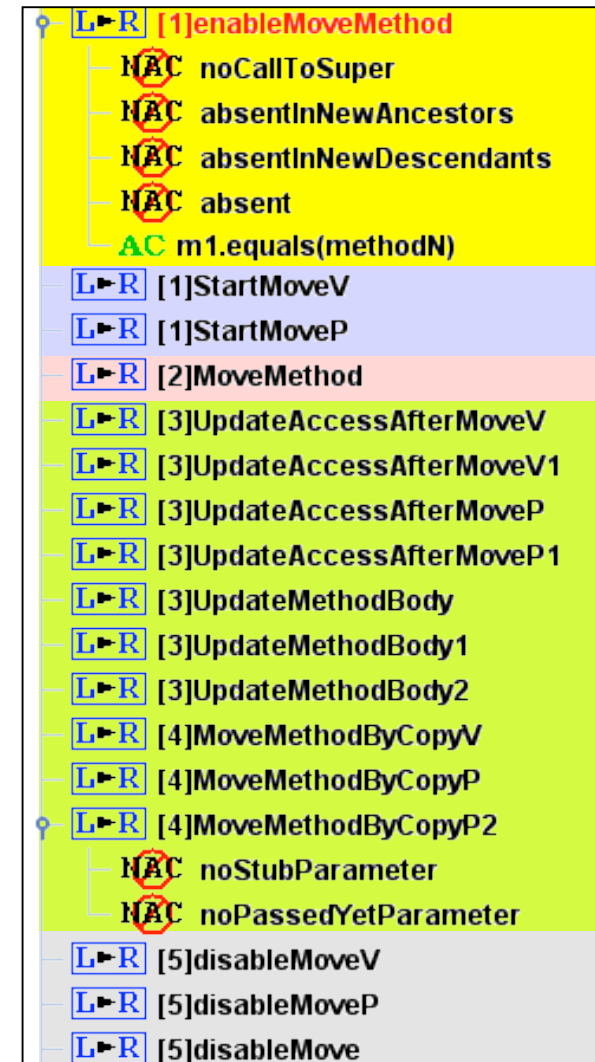 L R [1]enableMoveMethod
NAC noCallToSuper
NAC absentInNewAncestors
NAC absentInNewDescendants
NAC absent
AC m1.equals(methodN)
L R [1]StartMoveV
L R [1]StartMoveP
L R [2]MoveMethod
L R [3]UpdateAccessAfterMoveV
L R [3]UpdateAccessAfterMoveV1
L R [3]UpdateAccessAfterMoveP
L R [3]UpdateAccessAfterMoveP1
L R [3]UpdateMethodBody
L R [3]UpdateMethodBody1
L R [3]UpdateMethodBody2
L R [4]MoveMethodByCopyV
L R [4]MoveMethodByCopyP
L R [4]MoveMethodByCopyP2
NAC noStubParameter
NAC noPassedYetParameter
L R [5]disableMoveV
L R [5]disableMoveP
L R [5]disableMove